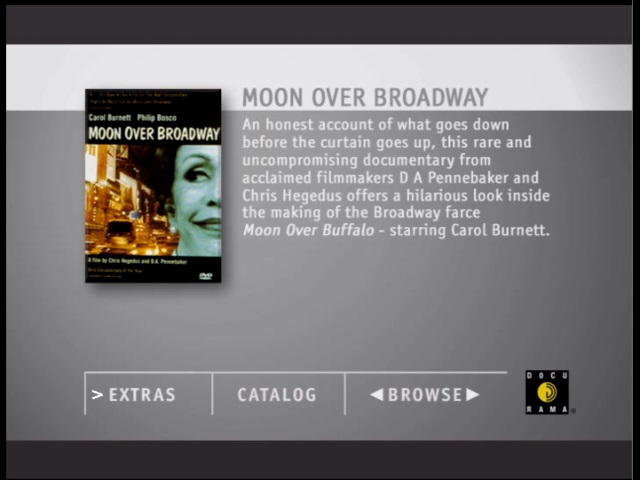 MOON OVER BROADWAY
An honest account of what goes down
before the curtain goes up, this rare and
uncompromising documentary from
acclaimed filmmakers D A Pennebaker and
Chris Hegedus offers a hilarious look inside
the making of the Broadway farce
Moon Over Buffalo - starring Carol Burnett.
Carol Burnett Philip Bosco
MOON OVER BROADWAY
A film by Chris Hegedus and D.A. Pennebaker
DVD
>EXTRAS
CATALOG
◀BROWSE▶
DOCU
RAMA®